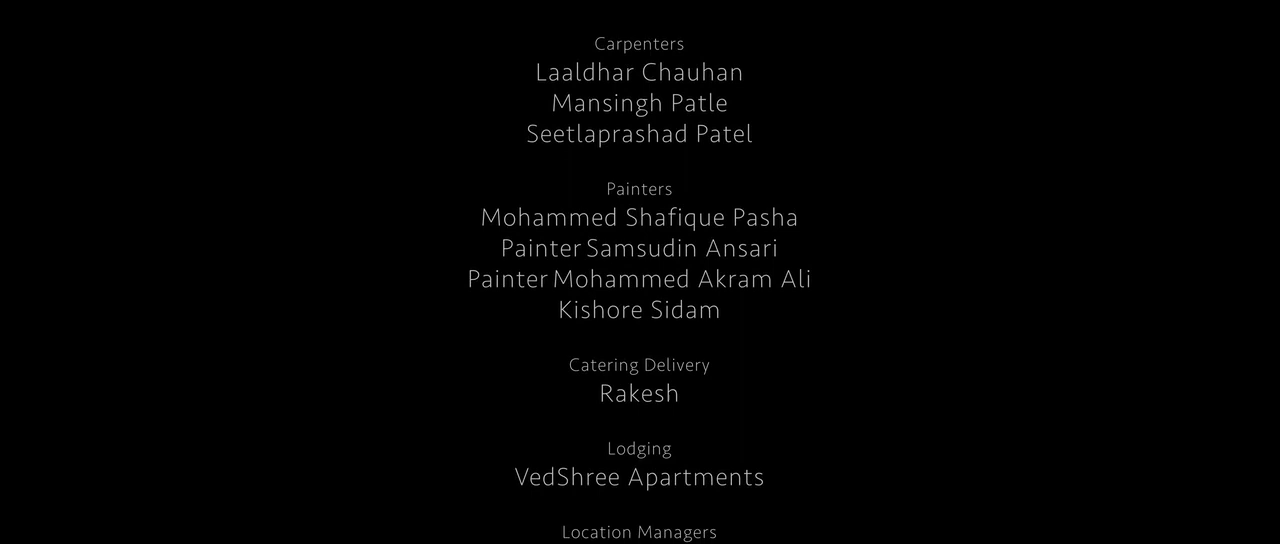 Carpenters
Laaldhar Chauhan
Mansingh Patle
Seetlaprashad Patel
Painters
Mohammed Shafique Pasha
Painter Samsudin Ansari
Painter Mohammed Akram Ali
Kishore Sidam
Catering Delivery
Rakesh
Lodging
VedShree Apartments
Location Managers